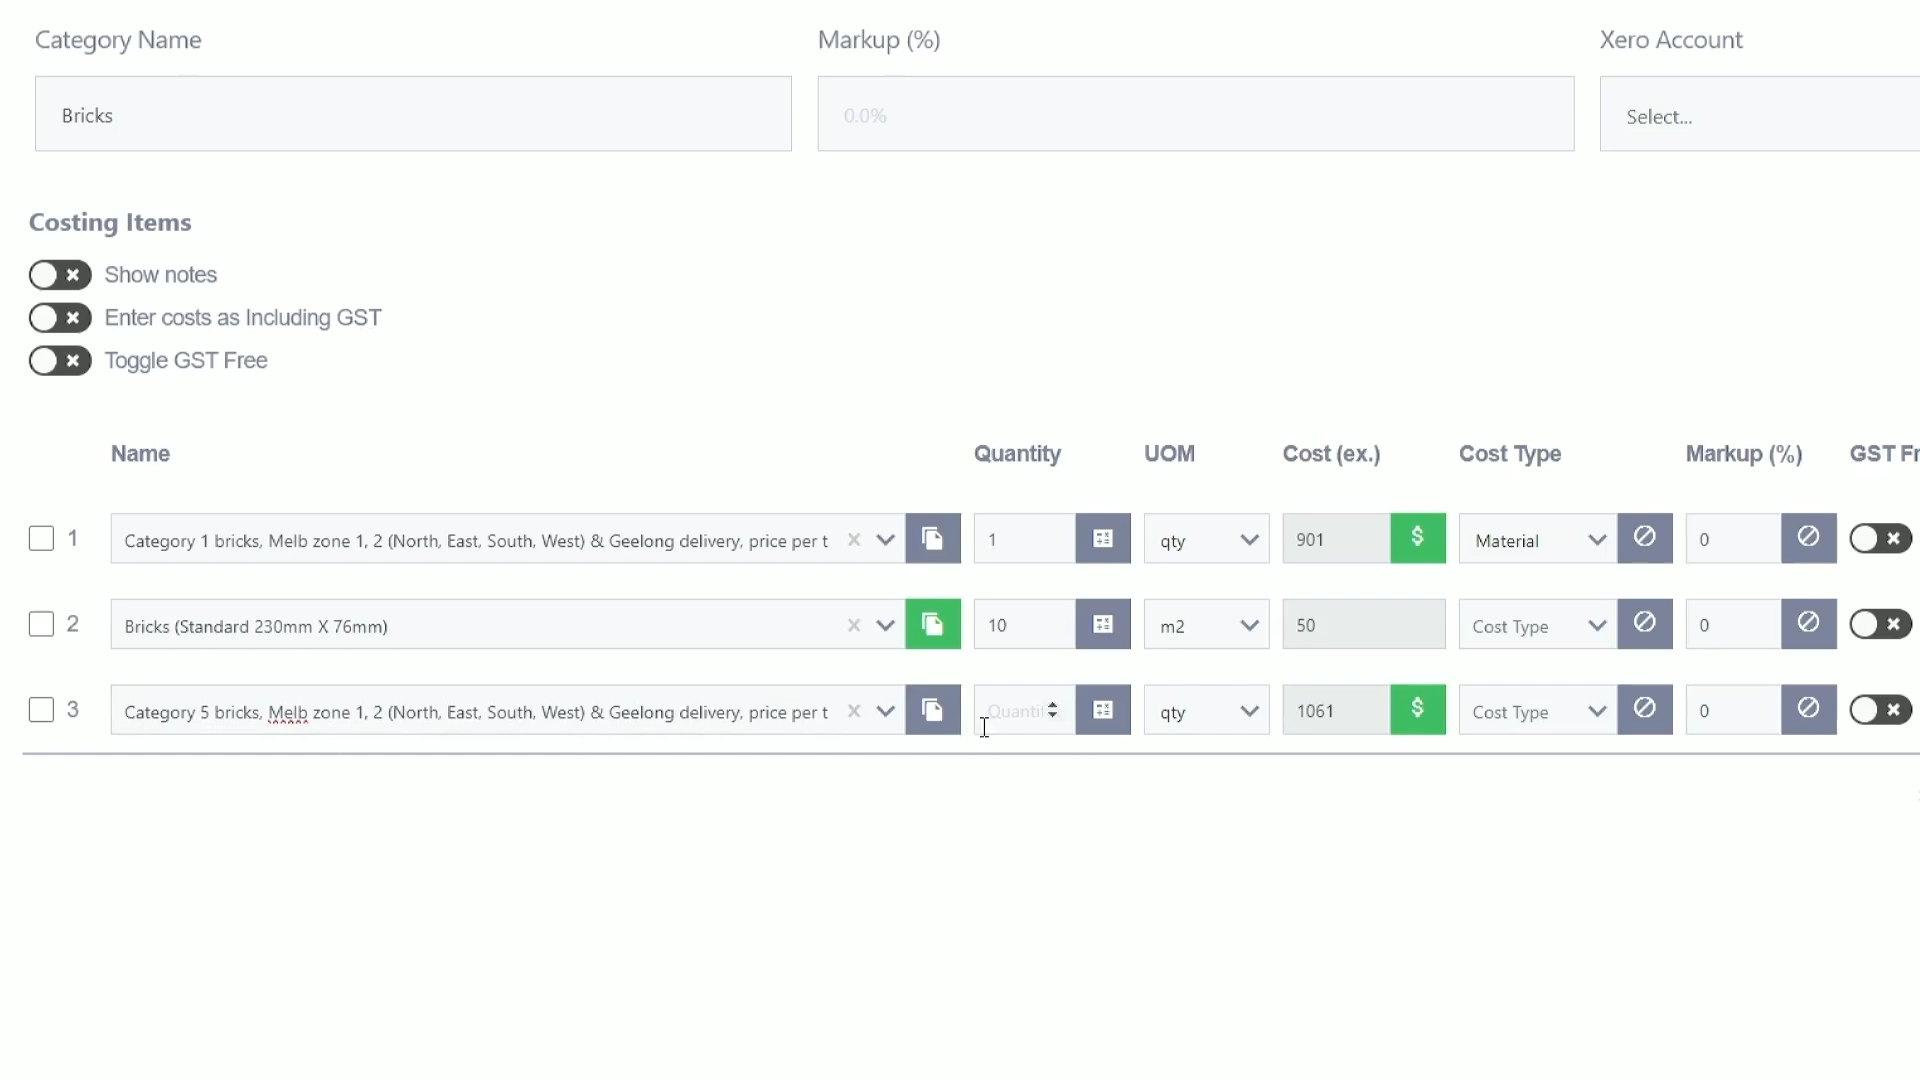 Category Name Markup (%) Xero Account
Bricks 0.0% Select...
Costing Items
Show notes
Enter costs as Including GST
Toggle GST Free
Name Quantity UOM Cost (ex.) Cost Type Markup (%) GST Fr
1 Category 1 bricks, Melb zone 1, 2 (North, East, South, West) & Geelong delivery, price per t 1 qty 901 $ Material 0
2 Bricks (Standard 230mm X 76mm) 10 m2 50 Cost Type 0
3 Category 5 bricks, Melb zone 1, 2 (North, East, South, West) & Geelong delivery, price per t Quantit qty 1061 $ Cost Type 0